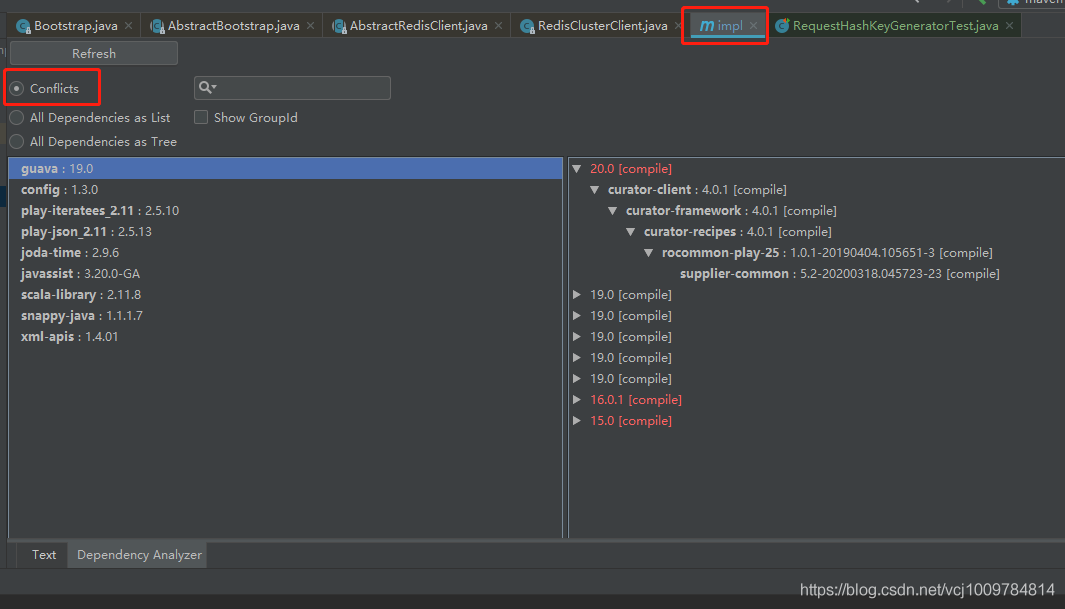 Bootstrap.java AbstractBootstrap.java AbstractRedisClient.java RedisClusterClient.java impl RequestHashKeyGeneratorTest.java
Refresh
Conflicts
All Dependencies as List Show GroupId
All Dependencies as Tree
guava : 19.0
config : 1.3.0
play-iteratees_2.11 : 2.5.10
play-json_2.11 : 2.5.13
joda-time : 2.9.6
javassist : 3.20.0-GA
scala-library : 2.11.8
snappy-java : 1.1.1.7
xml-apis : 1.4.01
20.0 [compile]
curator-client : 4.0.1 [compile]
curator-framework : 4.0.1 [compile]
curator-recipes : 4.0.1 [compile]
rocommon-play-25 : 1.0.1-20190404.105651-3 [compile]
supplier-common : 5.2-20200318.045723-23 [compile]
19.0 [compile]
19.0 [compile]
19.0 [compile]
19.0 [compile]
19.0 [compile]
16.0.1 [compile]
15.0 [compile]
Text Dependency Analyzer
https://blog.csdn.net/vcj1009784814